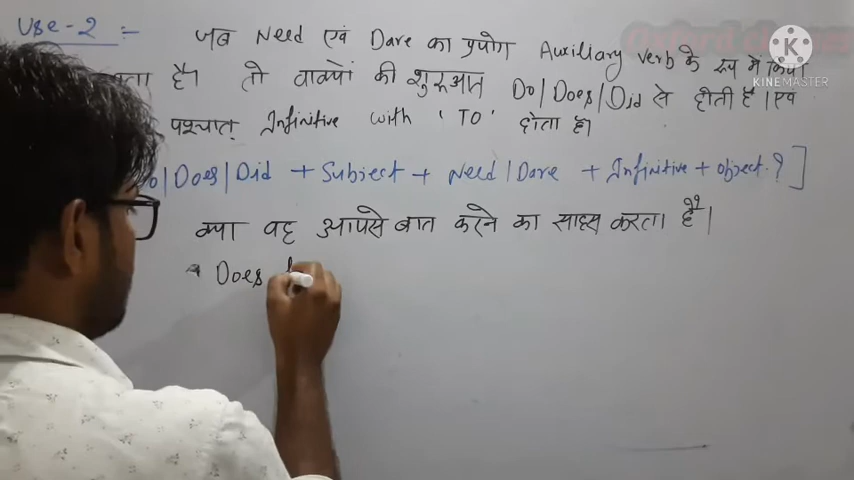 Use-2 :- जब Need एवं Dare का प्रयोग Auxiliary verb के रूप में किया
है। तो वाक्यों की शुरूआत Do/Does/Did से होती है। एवं
पश्चात् Infinitive with 'TO' होता है।
Do/Does/Did + Subject + Need/Dare + Infinitive + object.?]
क्या वह आपसे बात करने का साहस करता है?।
Does
KINEMASTER